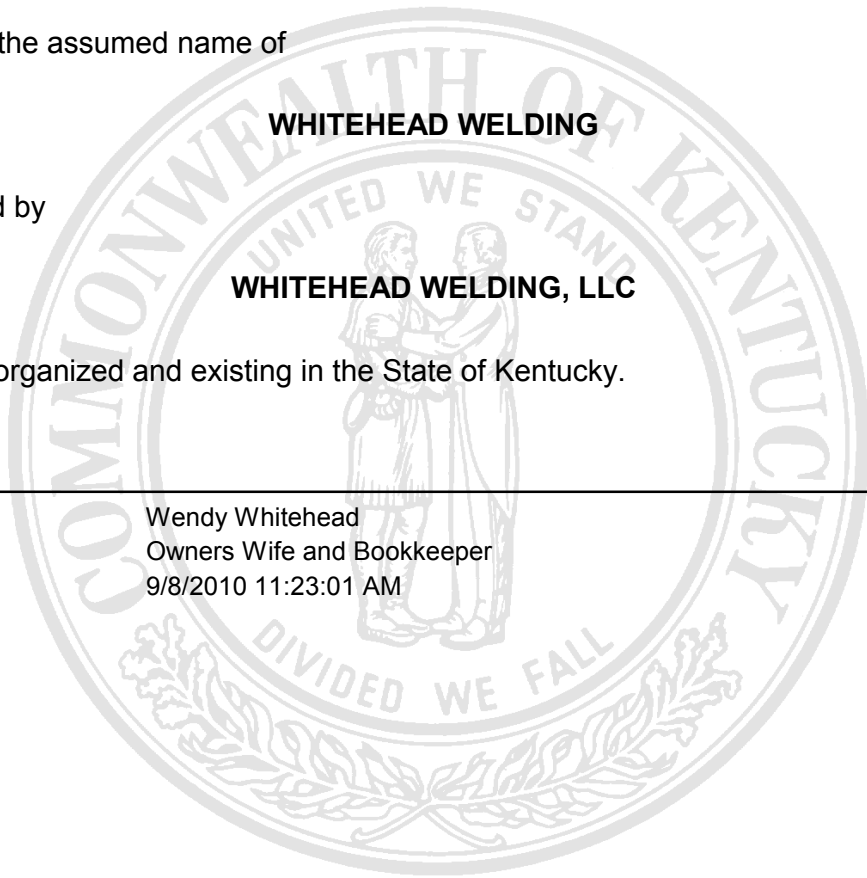 the assumed name of
WHITEHEAD WELDING
d by
WHITEHEAD WELDING, LLC
organized and existing in the State of Kentucky.
Wendy Whitehead
Owners Wife and Bookkeeper
9/8/2010 11:23:01 AM
COMMONWEALTH OF KENTUCKY
UNITED WE STAND
DIVIDED WE FALL